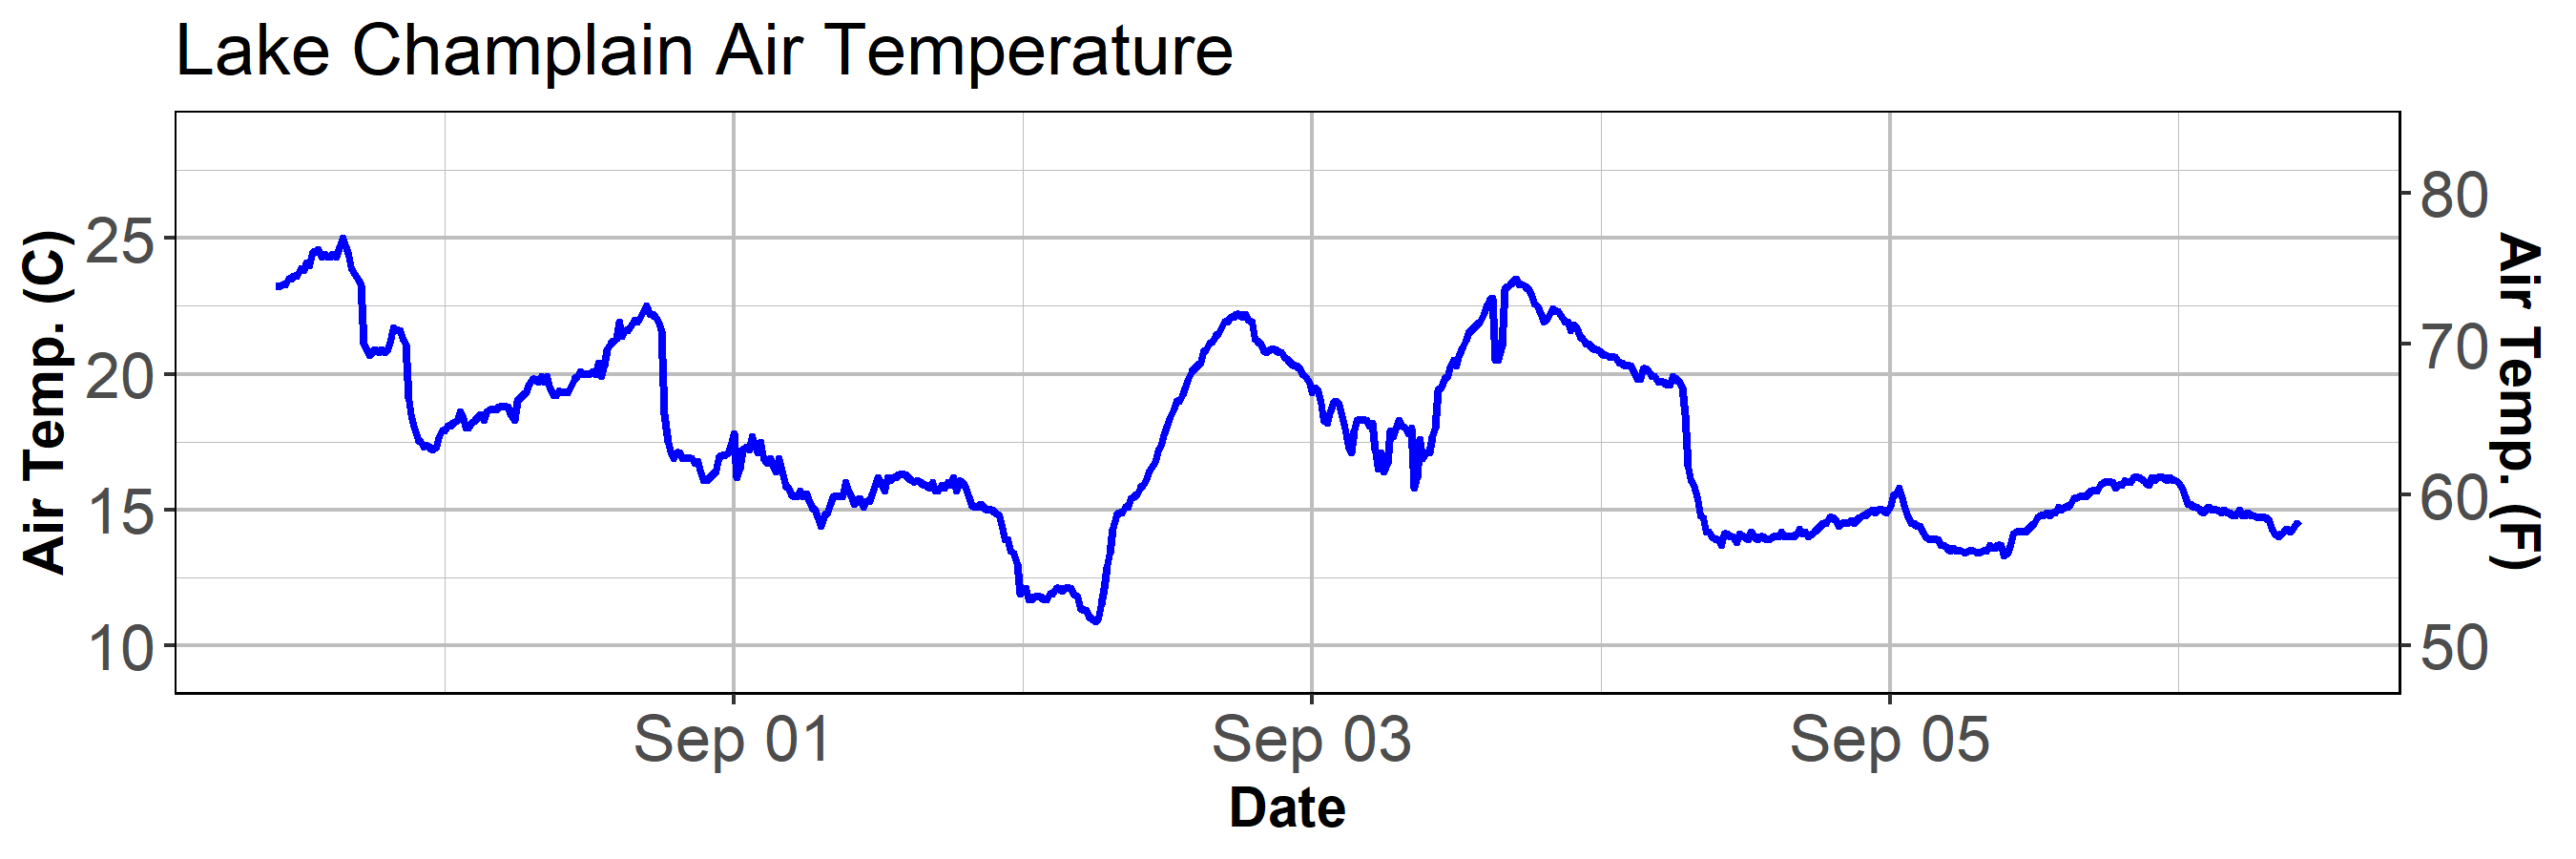 Lake Champlain Air Temperature
Air Temp. (C)
25
20
15
10
80
70
60
50
Air Temp. (F)
Sep 01
Sep 03
Sep 05
Date